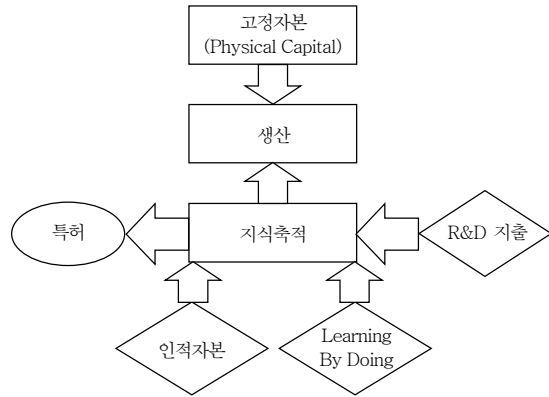 고정자본
(Physical Capital)
생산
특허
지식축적
R&D 지출
인적자본
Learning
By Doing